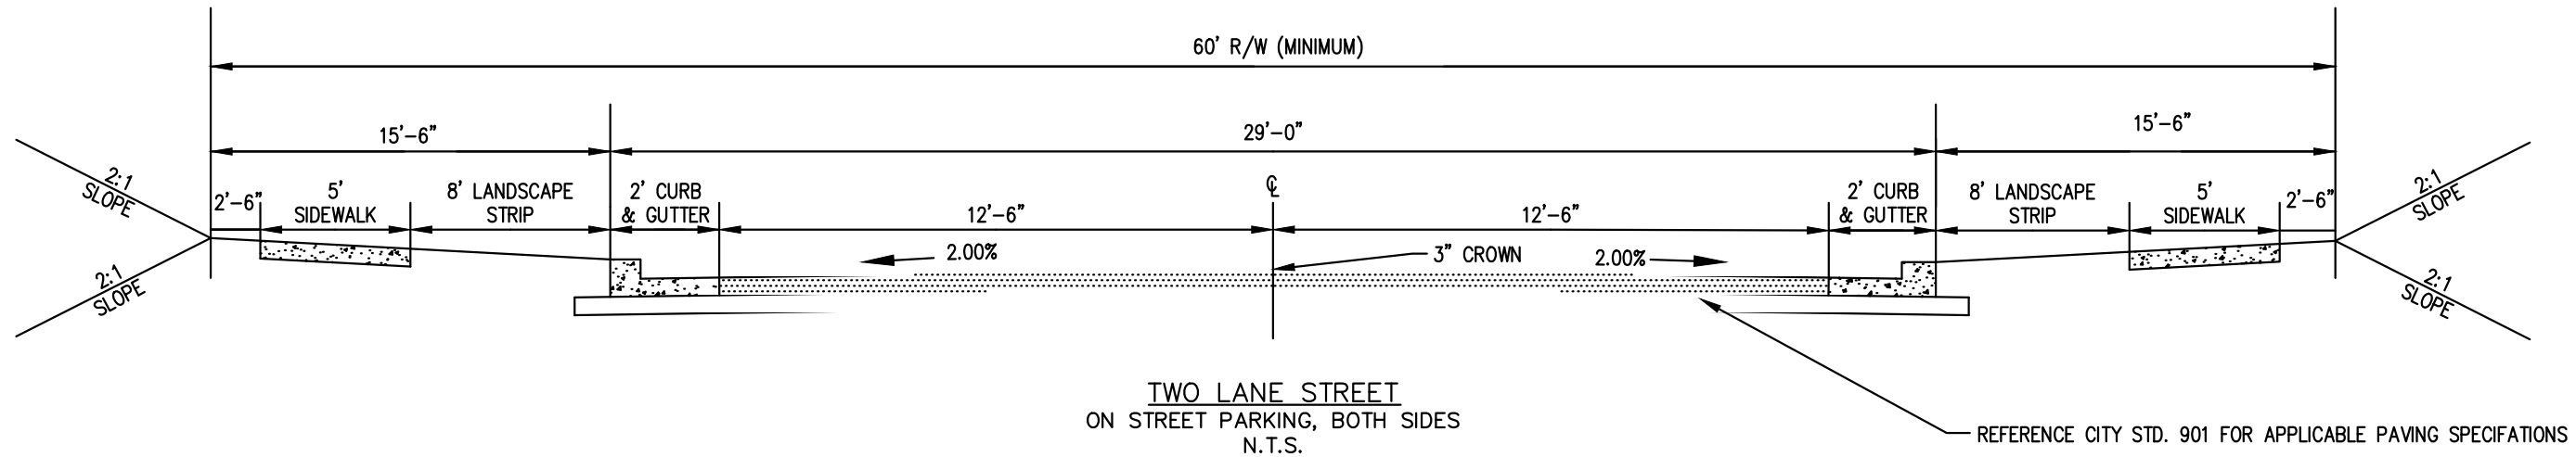 60' R/W (MINIMUM)
15'-6"
29'-0"
15'-6"
2:1
SLOPE
2'-6"
5'
SIDEWALK
8' LANDSCAPE
STRIP
2' CURB
& GUTTER
12'-6"
℄
12'-6"
2' CURB
& GUTTER
8' LANDSCAPE
STRIP
5'
SIDEWALK
2'-6"
2:1
SLOPE
2:1
SLOPE
2.00%
3" CROWN
2.00%
2:1
SLOPE
TWO LANE STREET
ON STREET PARKING, BOTH SIDES
N.T.S.
REFERENCE CITY STD. 901 FOR APPLICABLE PAVING SPECIFATIONS